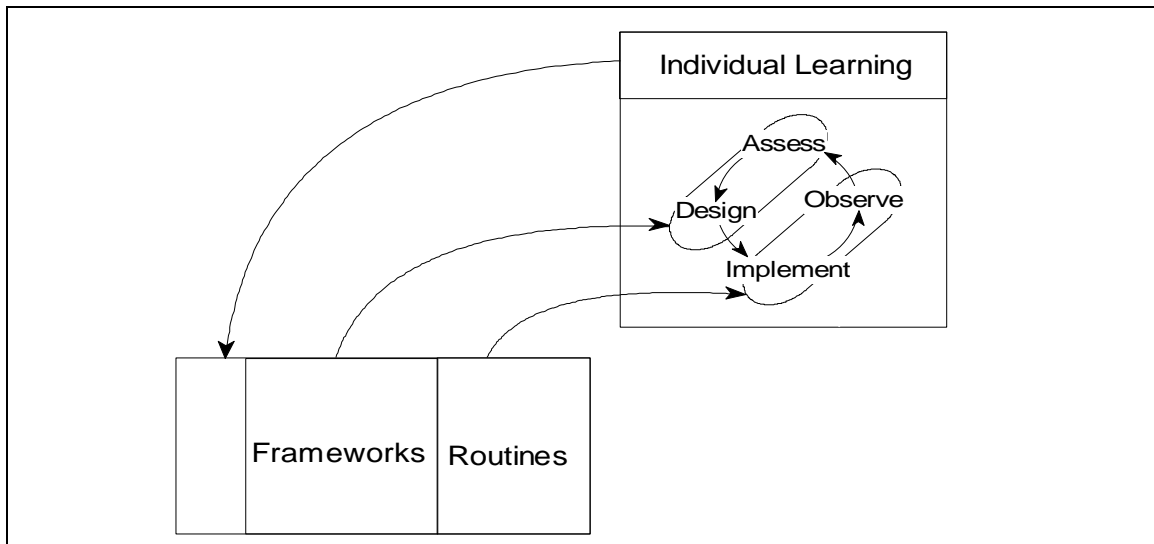 Individual Learning
Assess
Observe
Design
Implement
Frameworks
Routines